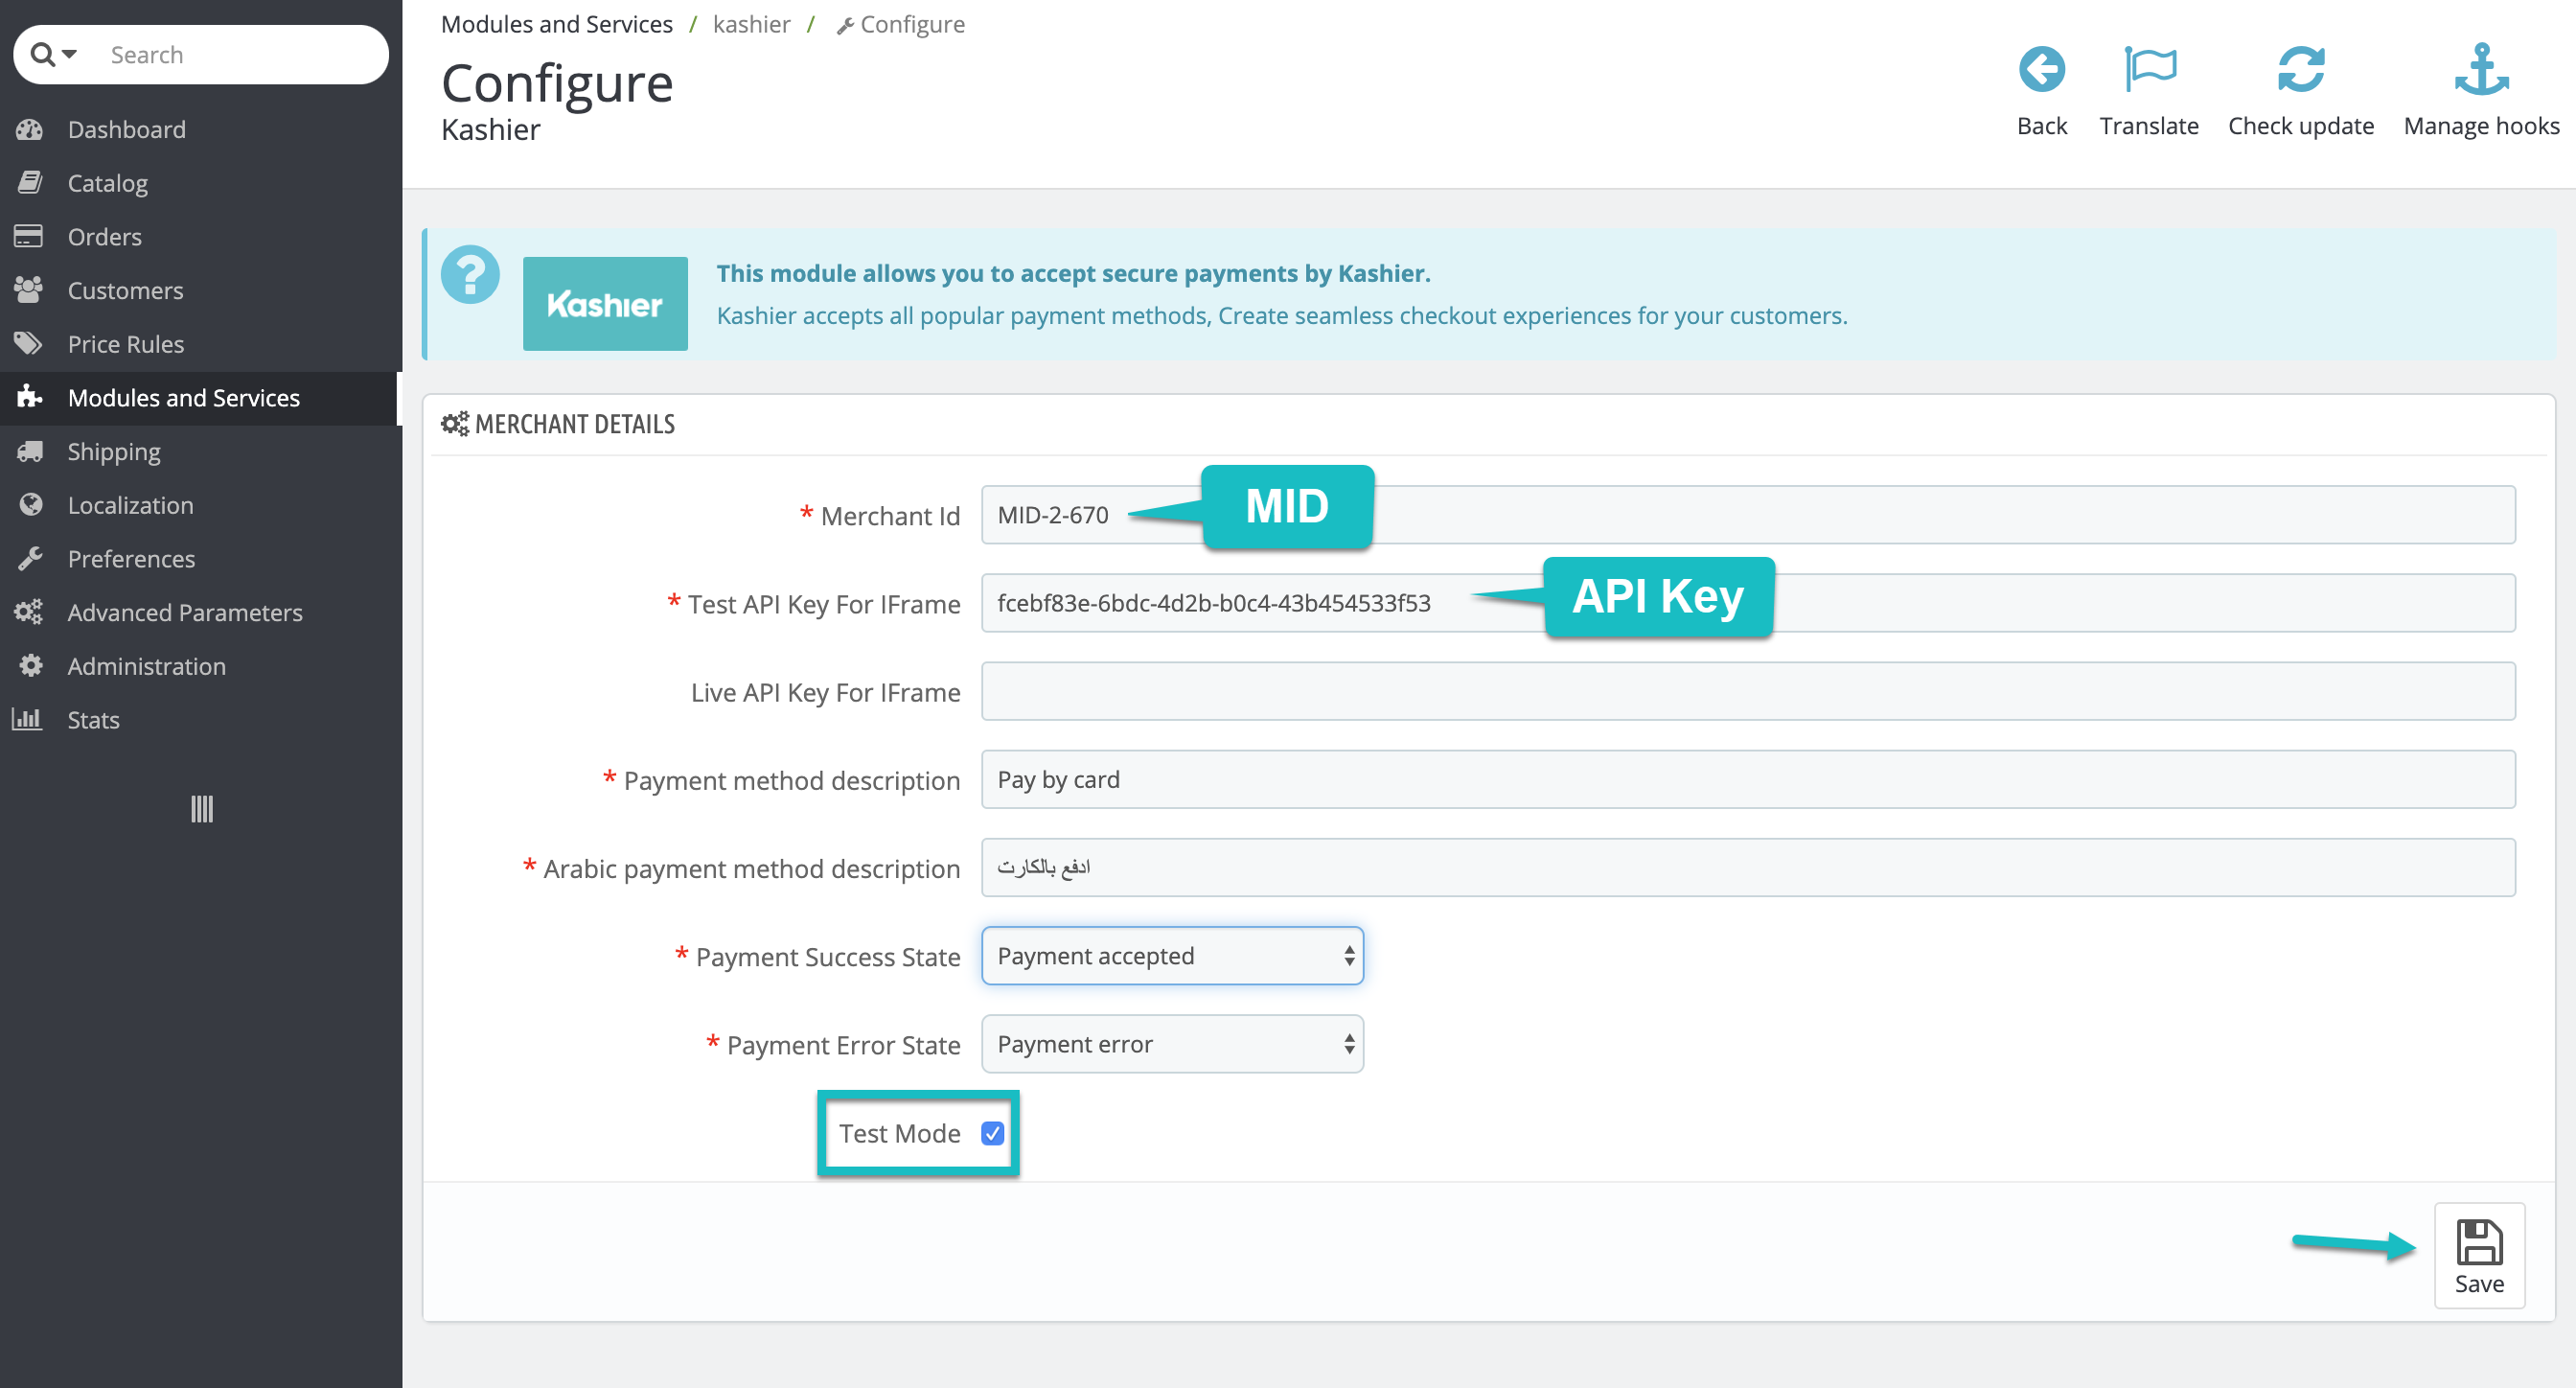 Search
Dashboard
Catalog
Orders
Customers
Price Rules
Modules and Services
Shipping
Localization
Preferences
Advanced Parameters
Administration
Stats
Modules and Services / kashier / Configure
Configure
Kashier
Back
Translate
Check update
Manage hooks
Kashier
This module allows you to accept secure payments by Kashier.
Kashier accepts all popular payment methods, Create seamless checkout experiences for your customers.
MERCHANT DETAILS
* Merchant Id MID-2-670
MID
* Test API Key For IFrame fcebf83e-6bdc-4d2b-b0c4-43b454533f53
API Key
Live API Key For IFrame
* Payment method description Pay by card
* Arabic payment method description ادفع بالكارت
* Payment Success State Payment accepted
* Payment Error State Payment error
Test Mode
Save